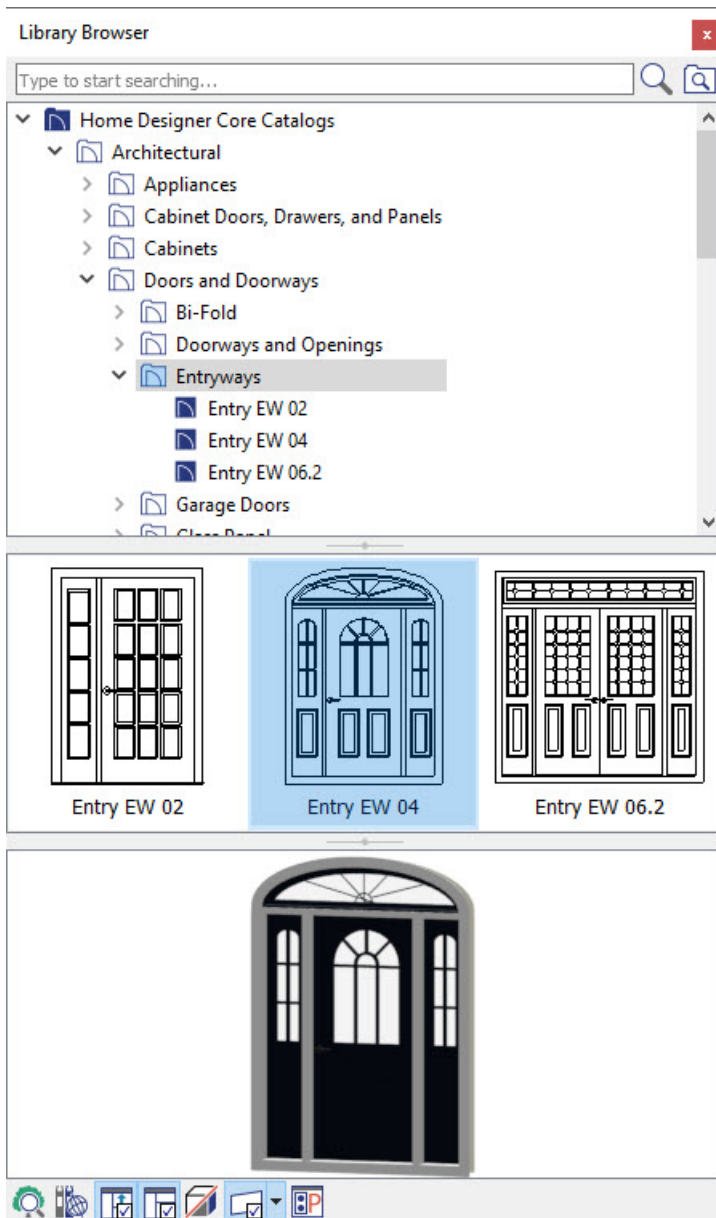 Library Browser
x
Type to start searching...
Home Designer Core Catalogs
Architectural
Appliances
Cabinet Doors, Drawers, and Panels
Cabinets
Doors and Doorways
Bi-Fold
Doorways and Openings
Entryways
Entry EW 02
Entry EW 04
Entry EW 06.2
Garage Doors
Glass Panel
Entry EW 02
Entry EW 04
Entry EW 06.2
P